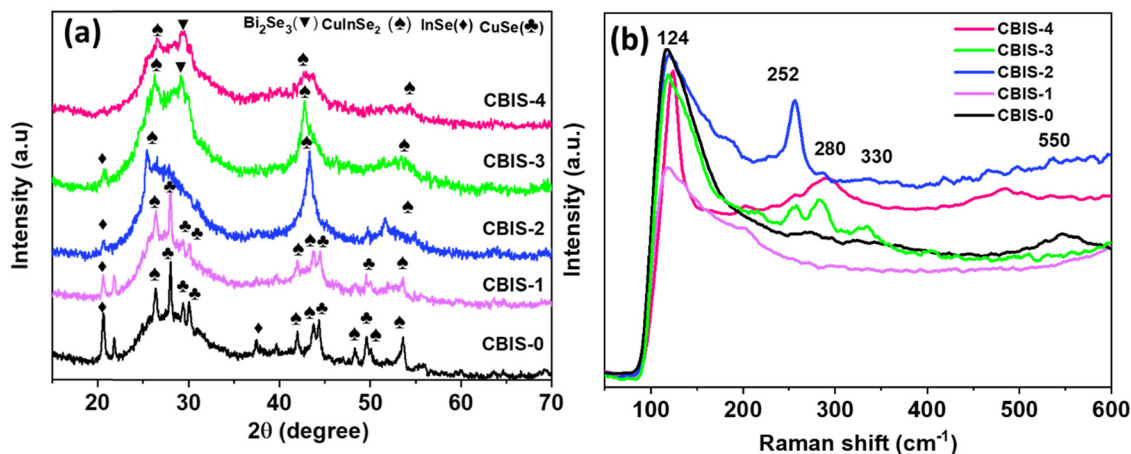 (a)
Bi₂Se₃(▼) CuInSe₂ (♠) InSe(♦) CuSe(♣)
CBIS-4
CBIS-3
CBIS-2
CBIS-1
CBIS-0
Intensity (a.u)
20 30 40 50 60 70
2θ (degree)
(b)
124
252
280
330
550
CBIS-4
CBIS-3
CBIS-2
CBIS-1
CBIS-0
Intensity (a.u.)
100 200 300 400 500 600
Raman shift (cm⁻¹)